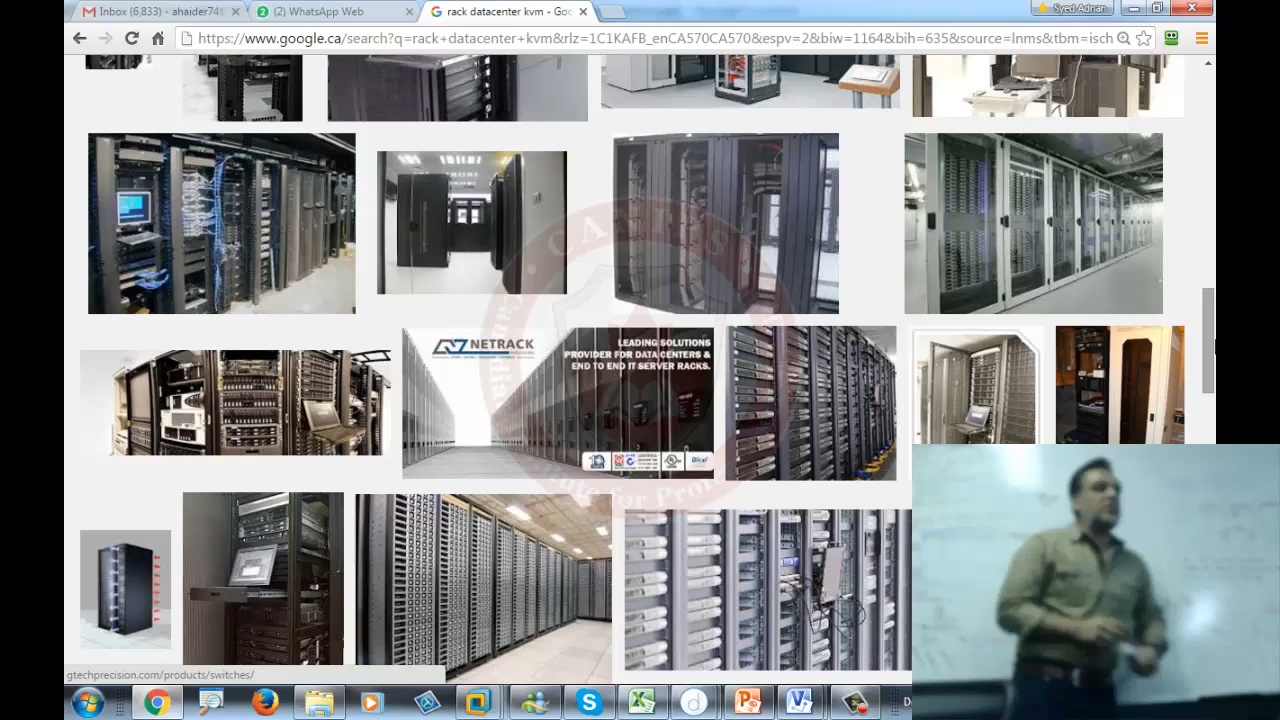 Inbox (6,833) - ahaider74
(2) WhatsApp Web
rack datacenter kvm - Goo
Syed Adnan
https://www.google.ca/search?q=rack+datacenter+kvm&rlz=1C1KAFB_enCA570CA570&espv=2&biw=1164&bih=635&source=lnms&tbm=isch
NETRACK
LEADING SOLUTIONS
PROVIDER FOR DATA CENTERS &
END TO END IT SERVER RACKS.
gtechprecision.com/products/switches/